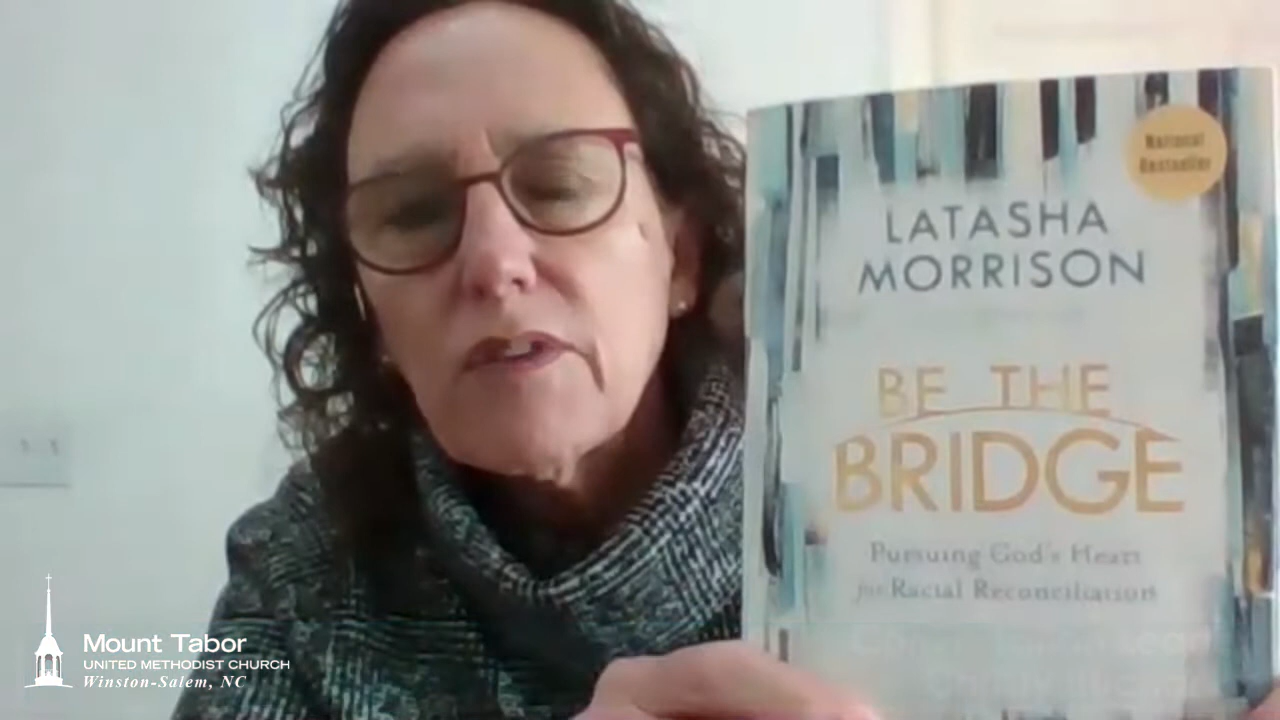 National
Bestseller
LATASHA
MORRISON
BE THE
BRIDGE
Pursuing God's Heart
for Racial Reconciliation
Mount Tabor
UNITED METHODIST CHURCH
Winston-Salem, NC